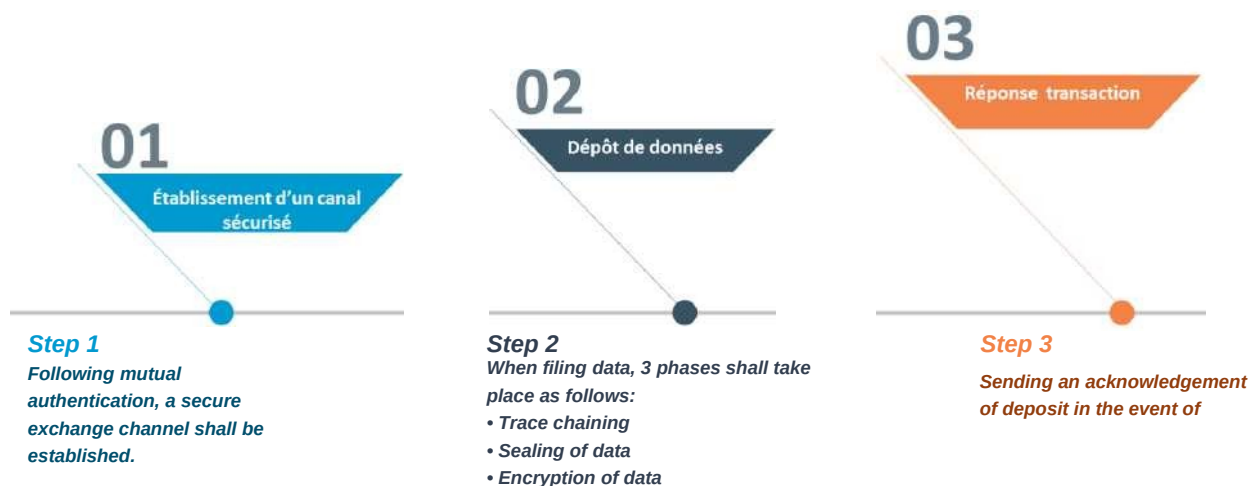 01
Établissement d'un canal
sécurisé
Step 1
Following mutual
authentication, a secure
exchange channel shall be
established.
02
Dépôt de données
Step 2
When filing data, 3 phases shall take
place as follows:
• Trace chaining
• Sealing of data
• Encryption of data
03
Réponse transaction
Step 3
Sending an acknowledgement
of deposit in the event of